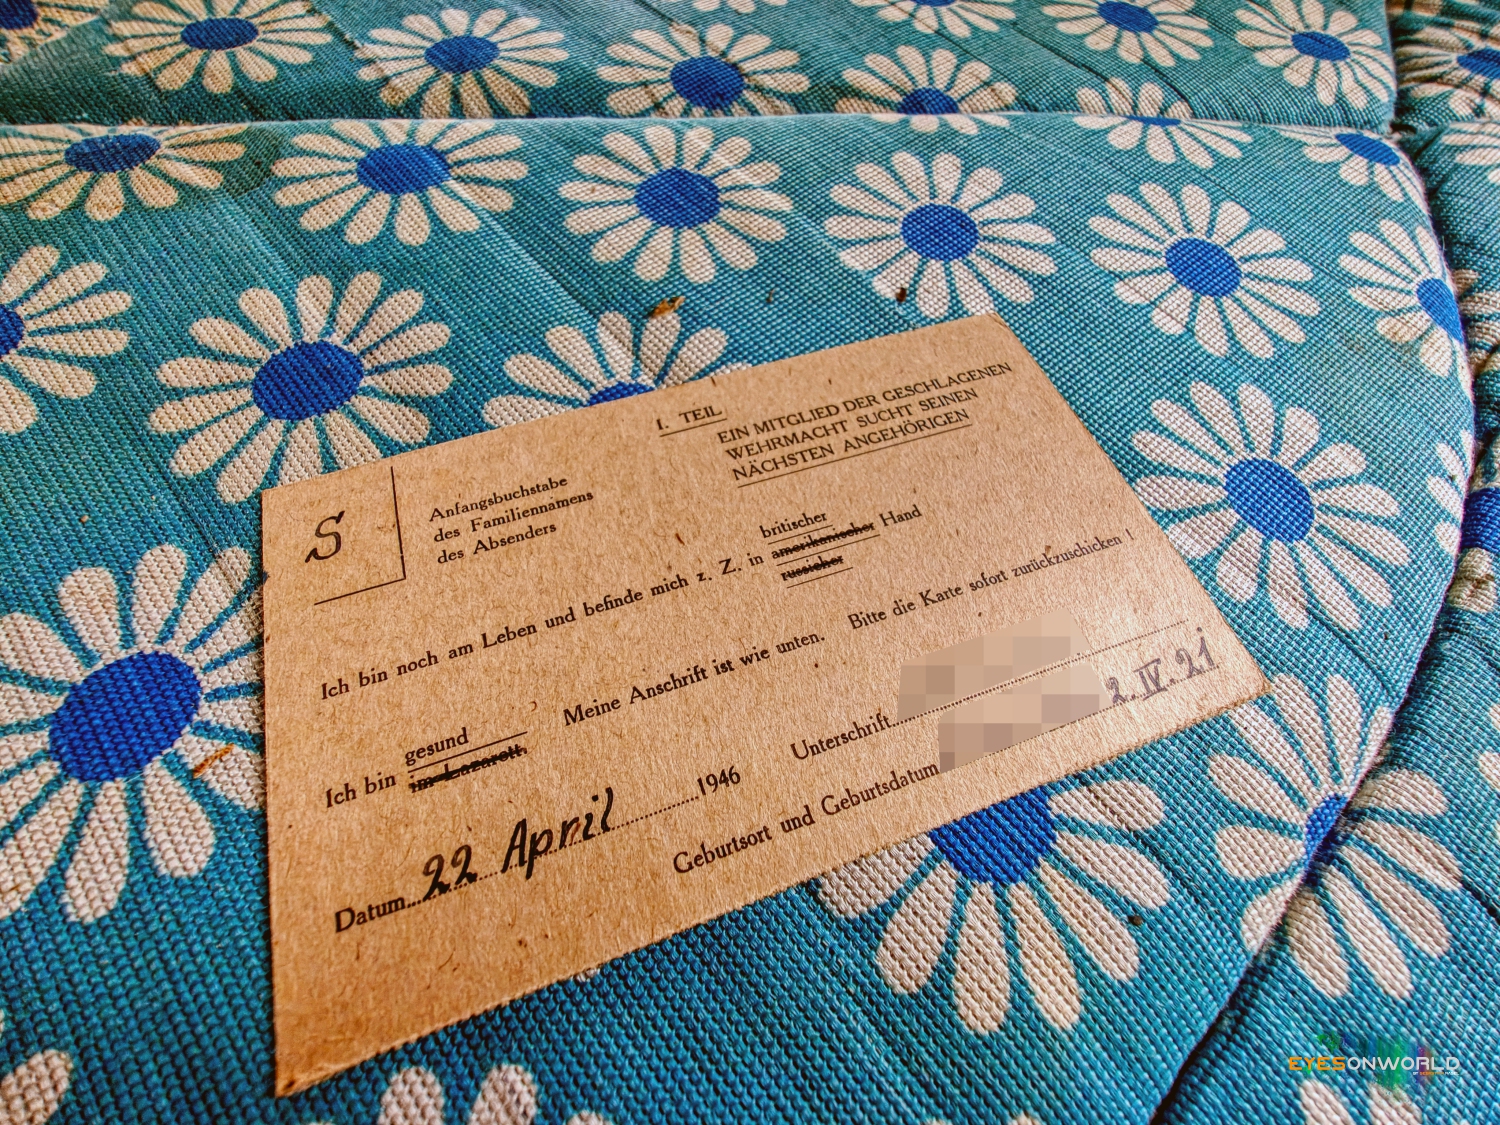 I. TEIL
EIN MITGLIED DER GESCHLAGENEN
WEHRMACHT SUCHT SEINEN
NÄCHSTEN ANGEHÖRIGEN
S
Anfangsbuchstabe
des Familiennamens
des Absenders
britischer
Ich bin noch am Leben und befinde mich z. Z. in amerikanischer Hand
russicher
gesund
Ich bin im Lazarett. Meine Anschrift ist wie unten. Bitte die Karte sofort zurückzuschicken !
Datum 22 April 1946
Unterschrift
Geburtsort und Geburtsdatum 2. IV. 21
EYESONWORLD